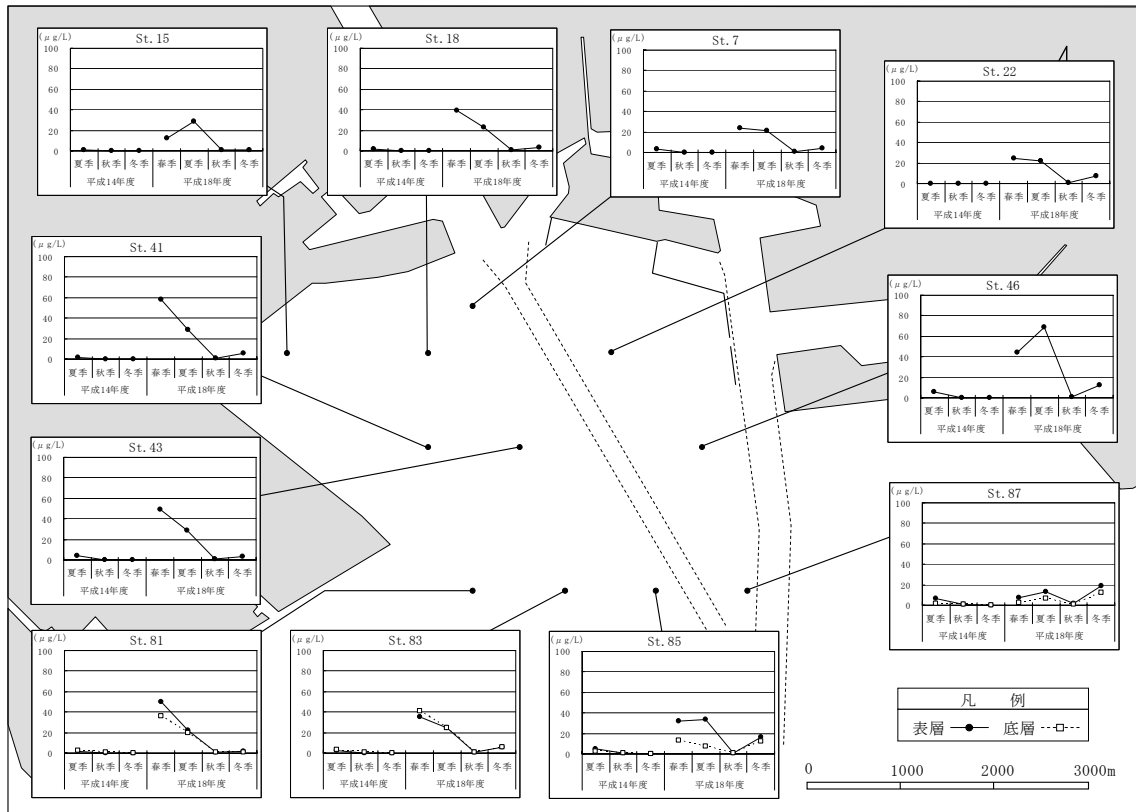 St.15
(μg/L)
100
80
60
40
20
0
夏季 秋季 冬季 春季 夏季 秋季 冬季
平成14年度 平成18年度
St.18
(μg/L)
100
80
60
40
20
0
夏季 秋季 冬季 春季 夏季 秋季 冬季
平成14年度 平成18年度
St.7
(μg/L)
100
80
60
40
20
0
夏季 秋季 冬季 春季 夏季 秋季 冬季
平成14年度 平成18年度
St.22
(μg/L)
100
80
60
40
20
0
夏季 秋季 冬季 春季 夏季 秋季 冬季
平成14年度 平成18年度
St.41
(μg/L)
100
80
60
40
20
0
夏季 秋季 冬季 春季 夏季 秋季 冬季
平成14年度 平成18年度
St.46
(μg/L)
100
80
60
40
20
0
夏季 秋季 冬季 春季 夏季 秋季 冬季
平成14年度 平成18年度
St.43
(μg/L)
100
80
60
40
20
0
夏季 秋季 冬季 春季 夏季 秋季 冬季
平成14年度 平成18年度
St.87
(μg/L)
100
80
60
40
20
0
夏季 秋季 冬季 春季 夏季 秋季 冬季
平成14年度 平成18年度
St.81
(μg/L)
100
80
60
40
20
0
夏季 秋季 冬季 春季 夏季 秋季 冬季
平成14年度 平成18年度
St.83
(μg/L)
100
80
60
40
20
0
夏季 秋季 冬季 春季 夏季 秋季 冬季
平成14年度 平成18年度
St.85
(μg/L)
100
80
60
40
20
0
夏季 秋季 冬季 春季 夏季 秋季 冬季
平成14年度 平成18年度
凡 例
表層 底層
0 1000 2000 3000m